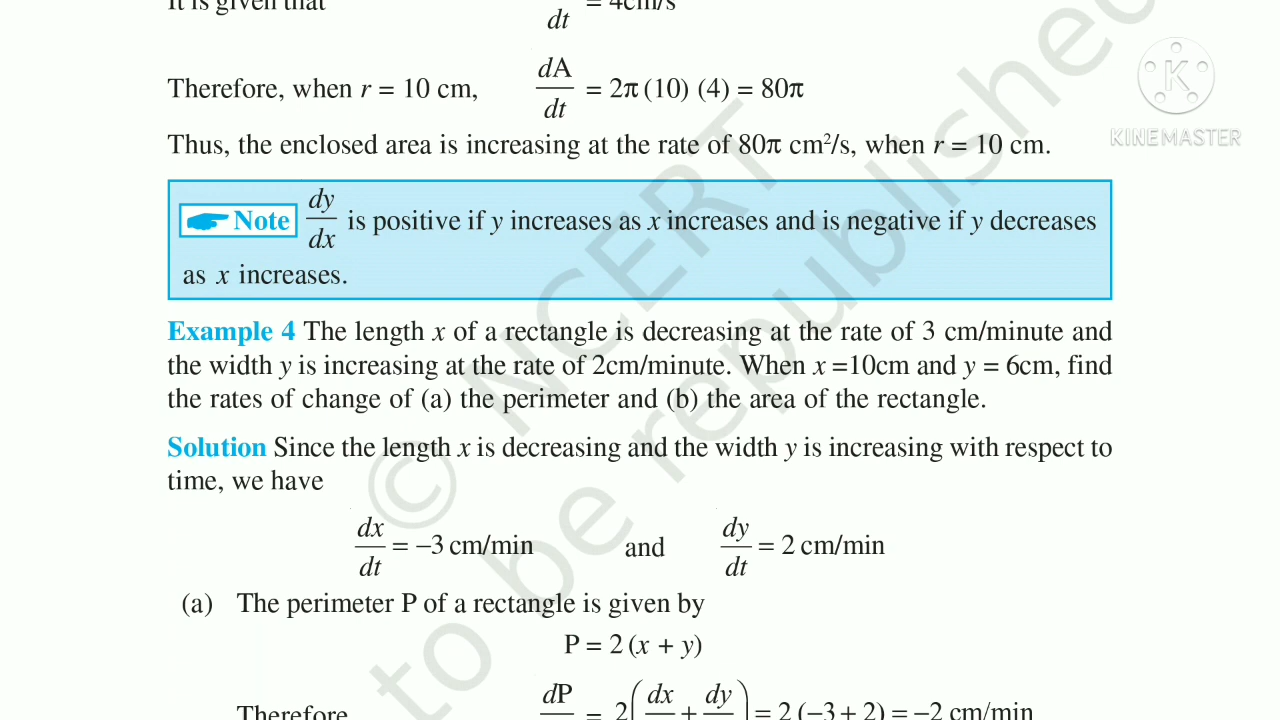 It is given that dt = 4cm/s
Therefore, when r = 10 cm, dA/dt = 2π (10) (4) = 80π
Thus, the enclosed area is increasing at the rate of 80π cm²/s, when r = 10 cm.
Note dy/dx is positive if y increases as x increases and is negative if y decreases
as x increases.
Example 4 The length x of a rectangle is decreasing at the rate of 3 cm/minute and
the width y is increasing at the rate of 2cm/minute. When x =10cm and y = 6cm, find
the rates of change of (a) the perimeter and (b) the area of the rectangle.
Solution Since the length x is decreasing and the width y is increasing with respect to
time, we have
dx/dt = –3 cm/min and dy/dt = 2 cm/min
(a) The perimeter P of a rectangle is given by
P = 2 (x + y)
Therefore dP = 2(dx + dy) = 2 (–3 + 2) = –2 cm/min
© NCERT
to be republished
KINEMASTER